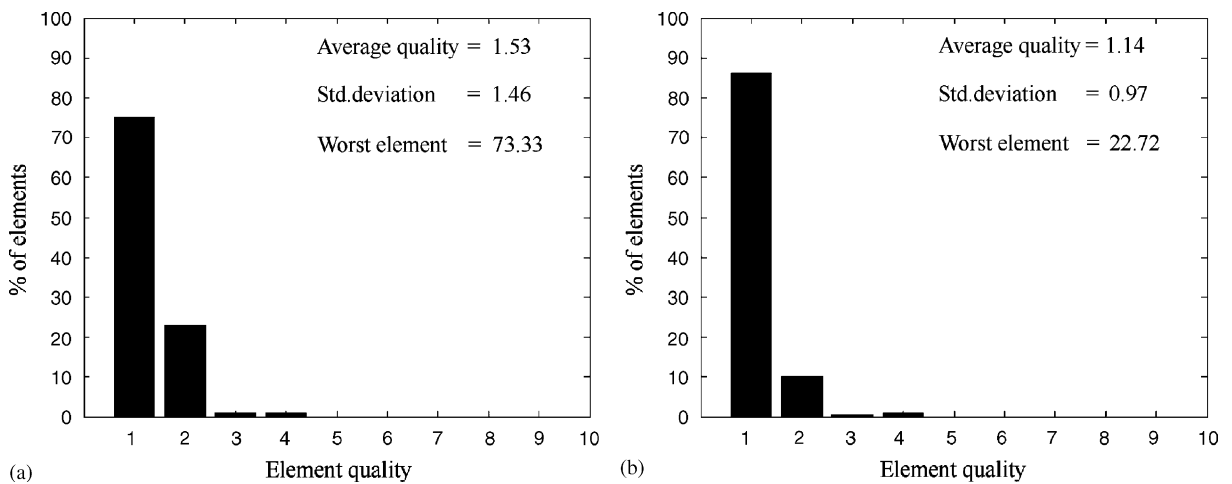 100
90
80
70
60
50
40
30
20
10
0
% of elements
Average quality = 1.53
Std.deviation = 1.46
Worst element = 73.33
1 2 3 4 5 6 7 8 9 10
Element quality
(a)
100
90
80
70
60
50
40
30
20
10
0
% of elements
Average quality = 1.14
Std.deviation = 0.97
Worst element = 22.72
1 2 3 4 5 6 7 8 9 10
Element quality
(b)